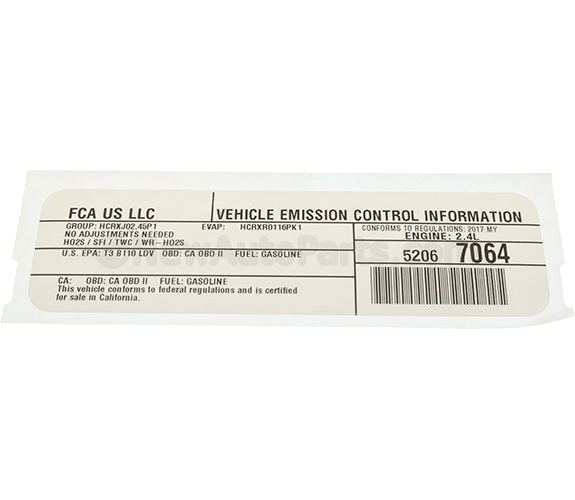 FCA US LLC
VEHICLE EMISSION CONTROL INFORMATION
GROUP: HCRXJ02.45P1 EVAP: HCRXR0116PK1
NO ADJUSTMENTS NEEDED
HO2S / SFI / TWC / WR-HO2S
CONFORMS TO REGULATIONS: 2017 MY
ENGINE: 2.4L
U.S. EPA: T3 B110 LDV OBD: CA OBD II FUEL: GASOLINE
5206 7064
CA: OBD: CA OBD II FUEL: GASOLINE
This vehicle conforms to federal regulations and is certified
for sale in California.
NewAutoParts.com